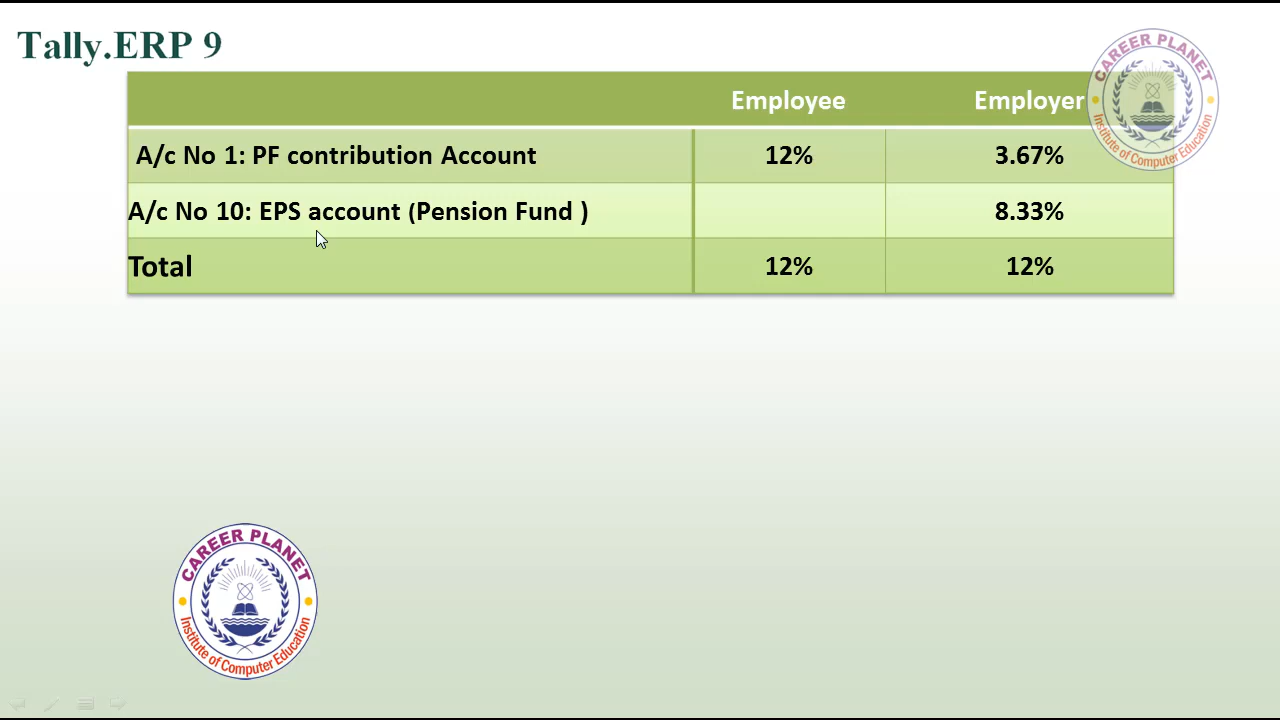 Tally.ERP 9
Employee Employer
A/c No 1: PF contribution Account 12% 3.67%
A/c No 10: EPS account (Pension Fund ) 8.33%
Total 12% 12%
CAREER PLANET
Institute of Computer Education
CAREER PLANET
Institute of Computer Education